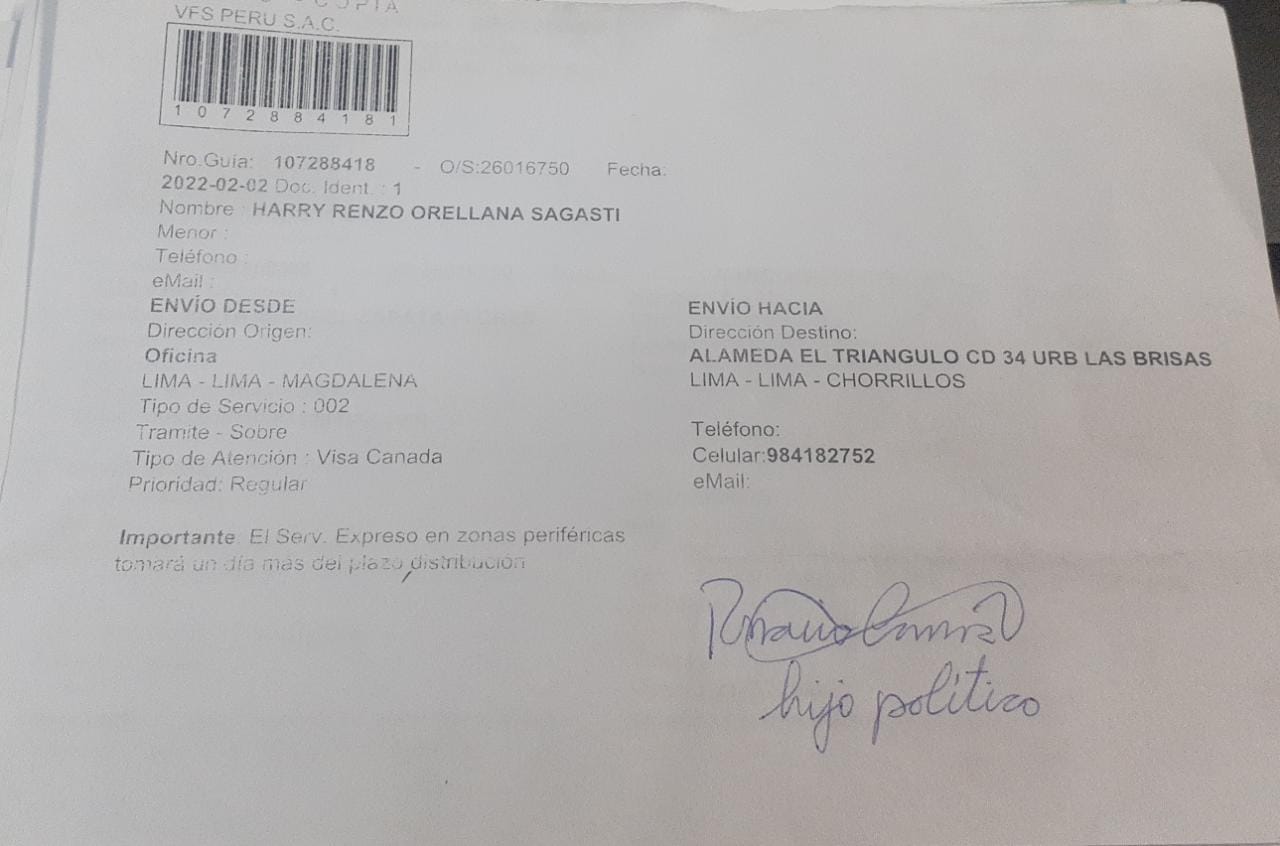 COPIA
VFS PERU S.A.C.
1 0 7 2 8 8 4 1 8 1
Nro.Guía: 107288418 - O/S:26016750 Fecha:
2022-02-02 Doc. Ident. : 1
Nombre : HARRY RENZO ORELLANA SAGASTI
Menor :
Teléfono :
eMail :
ENVÍO DESDE
Dirección Origen:
Oficina
LIMA - LIMA - MAGDALENA
Tipo de Servicio : 002
Tramite - Sobre
Tipo de Atención : Visa Canada
Prioridad: Regular
ENVÍO HACIA
Dirección Destino:
ALAMEDA EL TRIANGULO CD 34 URB LAS BRISAS
LIMA - LIMA - CHORRILLOS
Teléfono:
Celular:984182752
eMail:
Importante: El Serv. Expreso en zonas periféricas
tomará un día más del plazo distribución
hijo político